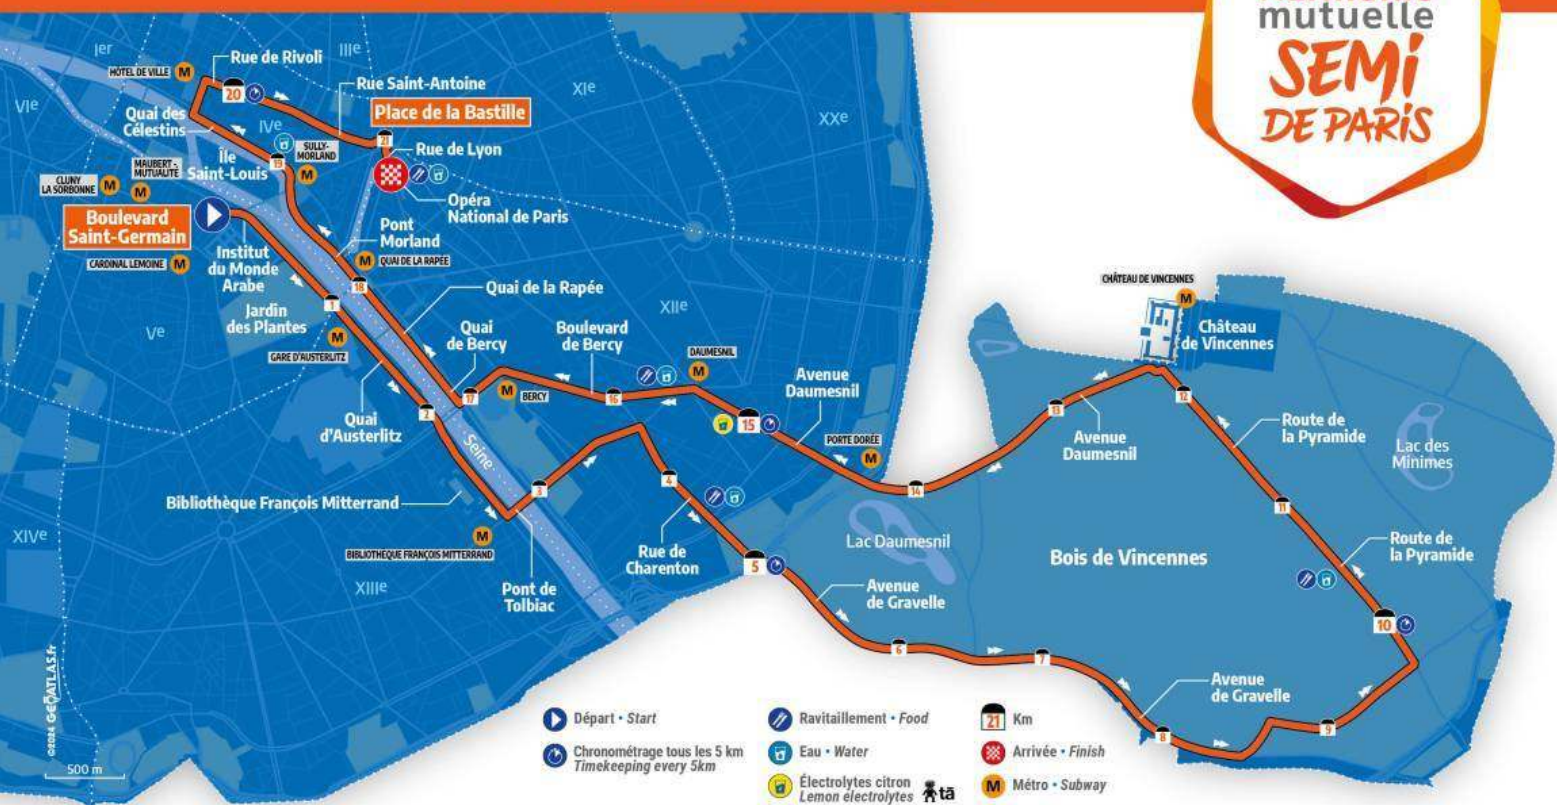 mutuelle
SEMI
DE PARIS
Ier
IIIe
HÔTEL DE VILLE
M
Rue de Rivoli
20
Rue Saint-Antoine
Place de la Bastille
XIe
XXe
VIe
Quai des
Célestins
IVe
SULLY-
MORLAND
M
21
Rue de Lyon
19
Île
Saint-Louis
MAUBERT -
MUTUALITÉ
M
CLUNY
LA SORBONNE
M
Opéra
National de Paris
Boulevard
Saint-Germain
Pont
Morland
M
QUAI DE LA RAPÉE
CARDINAL LEMOINE
M
Institut
du Monde
Arabe
18
Quai de la Rapée
CHÂTEAU DE VINCENNES
M
Jardin
des Plantes
1
Ve
XIIe
M
GARE D'AUSTERLITZ
Quai
de Bercy
Boulevard
de Bercy
DAUMESNIL
M
Château
de Vincennes
Avenue
Daumesnil
17
M
BERCY
16
15
12
13
2
Quai
d'Austerlitz
Seine
PORTE DORÉE
M
Avenue
Daumesnil
Route de
la Pyramide
Lac des
Minimes
Bibliothèque François Mitterrand
3
4
14
11
M
BIBLIOTHÈQUE FRANÇOIS MITTERRAND
XIVe
XIIIe
Rue de
Charenton
Lac Daumesnil
Bois de Vincennes
Route de
la Pyramide
Pont de
Tolbiac
5
Avenue
de Gravelle
10
6
7
Avenue
de Gravelle
8
9
©2024 GEOATLAS.fr
500 m
Départ • Start
Chronométrage tous les 5 km
Timekeeping every 5km
Ravitaillement • Food
Eau • Water
Électrolytes citron
Lemon electrolytes
tā
21
Km
Arrivée • Finish
M
Métro • Subway